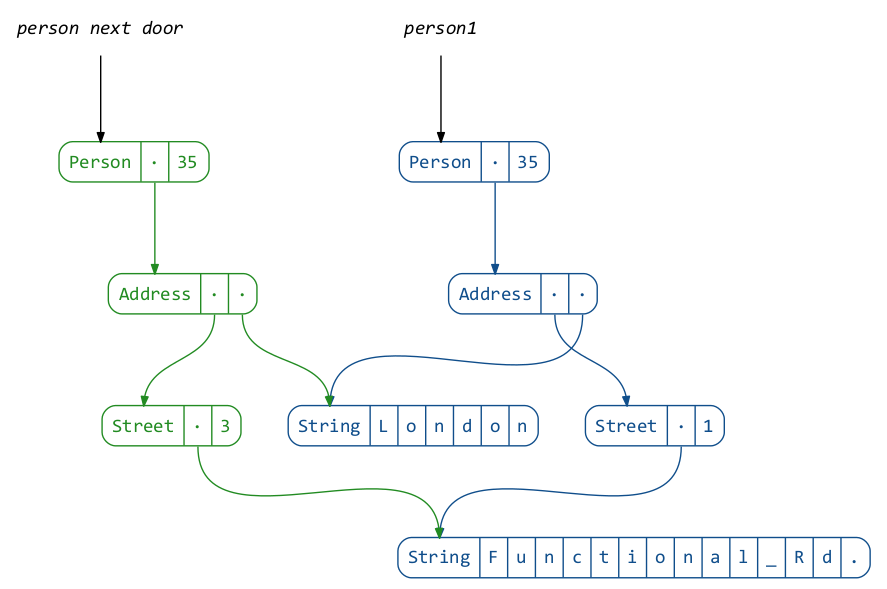 person next door person1
Person · 35 Person · 35
Address · · Address · ·
Street · 3 String L o n d o n Street · 1
String F u n c t i o n a l _ R d .